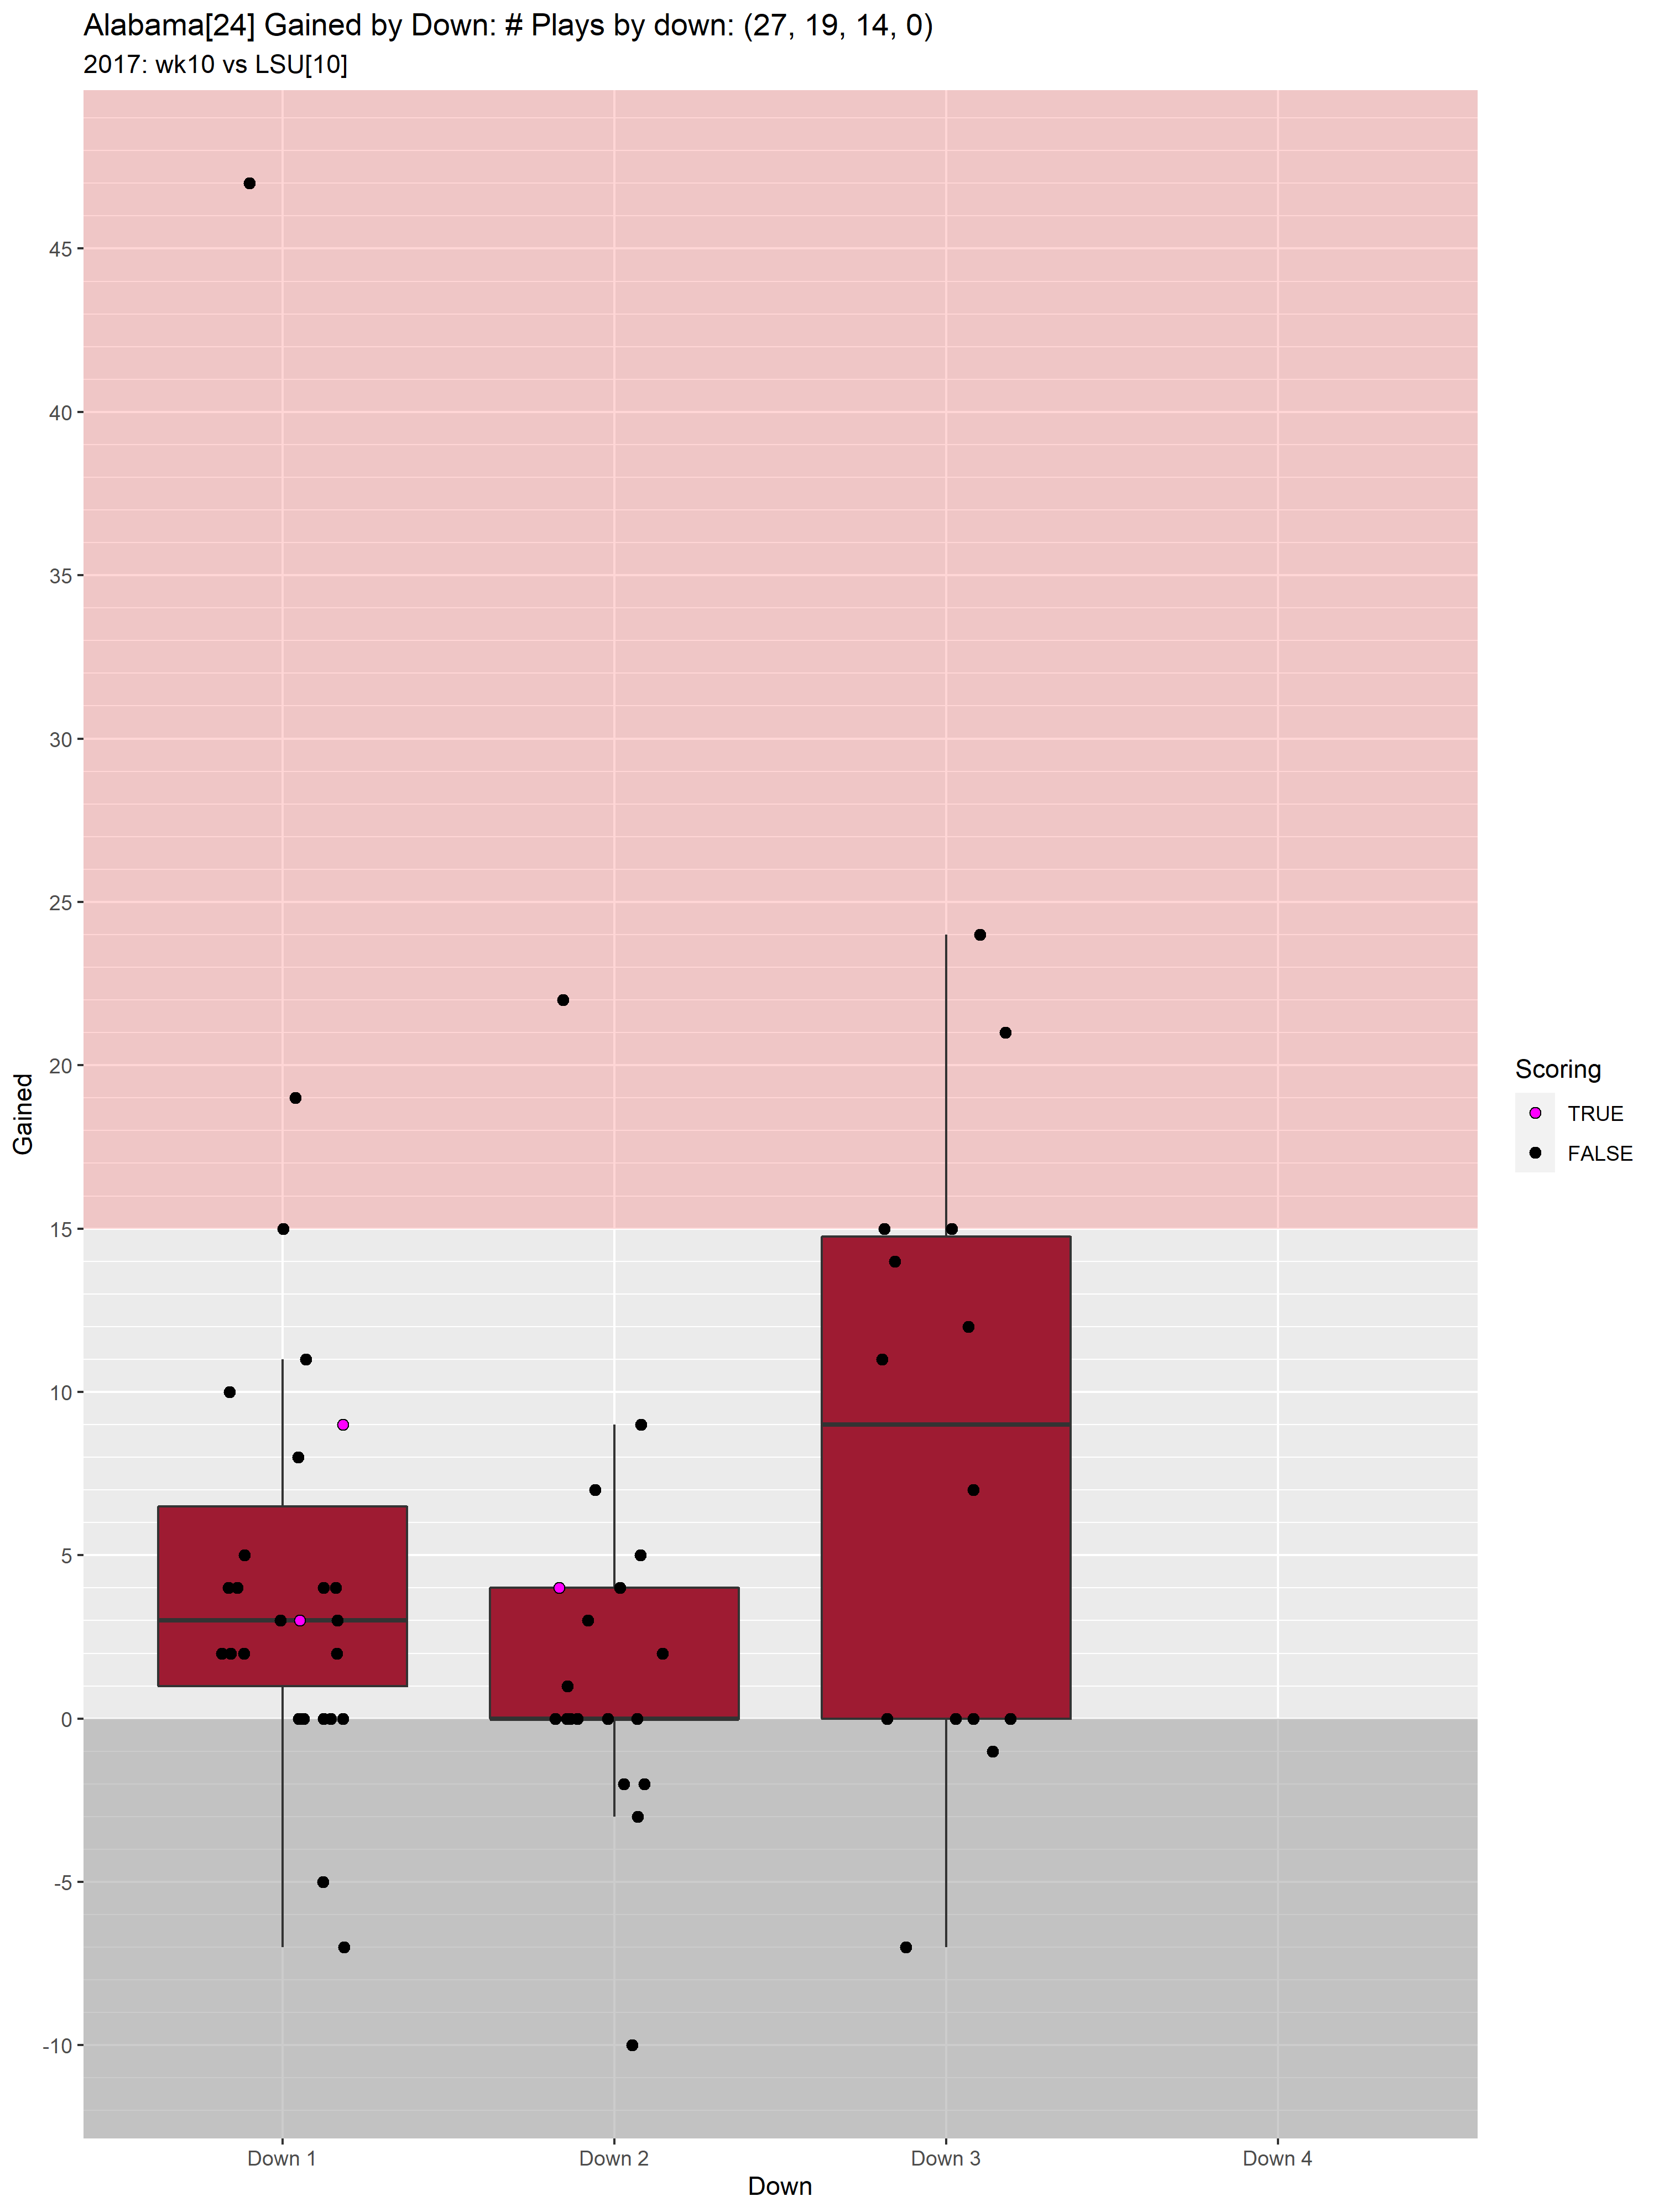 Alabama[24] Gained by Down: # Plays by down: (27, 19, 14, 0)
2017: wk10 vs LSU[10]
45
40
35
30
25
20
15
10
5
0
-5
-10
Gained
Down 1
Down 2
Down 3
Down 4
Down
Scoring
TRUE
FALSE